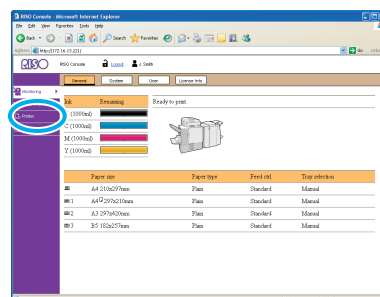 RISO Console - Microsoft Internet Explorer
File Edit View Favorites Tools Help
Back Search Favorites
Address http://172.16.13.221/ Go Links
RISO RISO Console Logout J. Smith
General System User License Info
Monitoring
Printer
Ink Remaining Ready to print
(1000ml)
C (1000ml)
M (1000ml)
Y (1000ml)
Paper size Paper type Feed ctrl. Tray selection
A4 210x297mm Plain Standard Manual
1 A4 297x210mm Plain Standard Manual
2 A3 297x420mm Plain Standard Manual
3 B5 182x257mm Plain Standard Manual